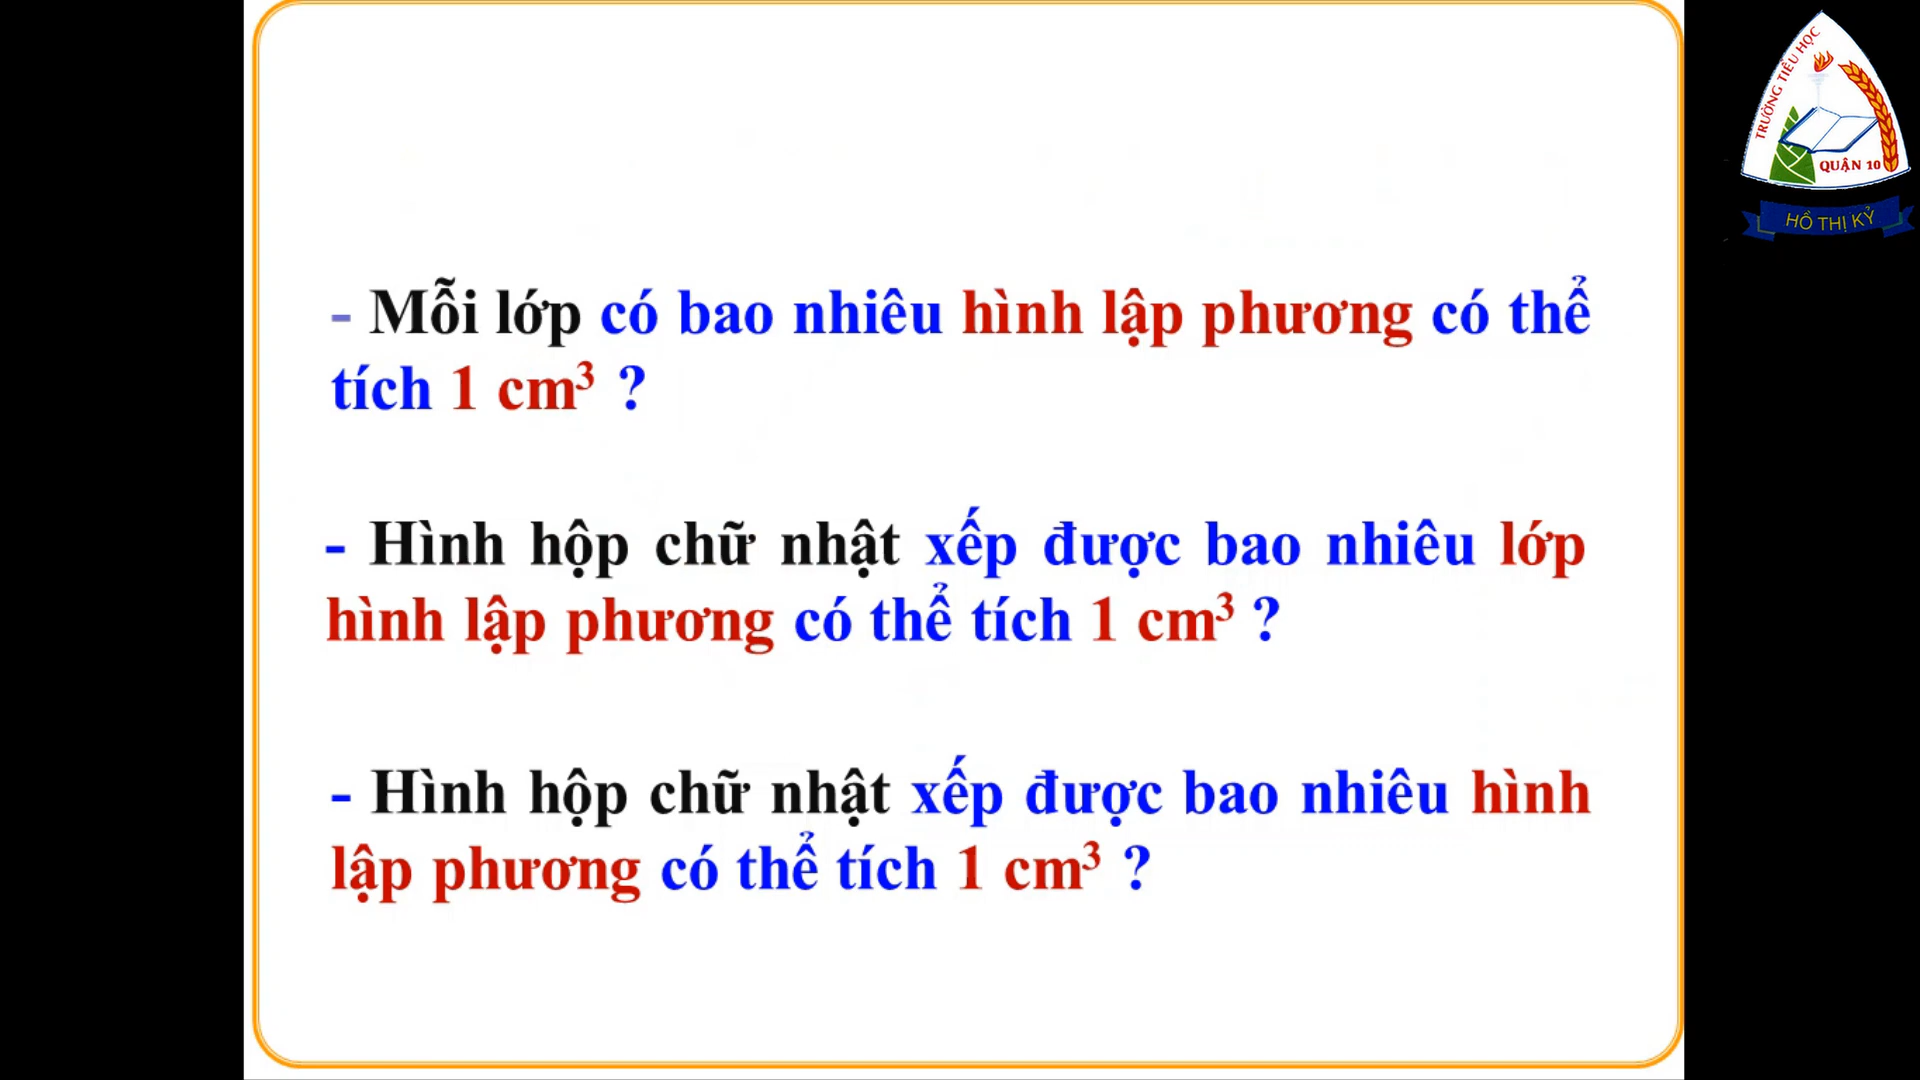 - Mỗi lớp có bao nhiêu hình lập phương có thể
tích 1 cm³ ?
- Hình hộp chữ nhật xếp được bao nhiêu lớp
hình lập phương có thể tích 1 cm³ ?
- Hình hộp chữ nhật xếp được bao nhiêu hình
lập phương có thể tích 1 cm³ ?
TRƯỜNG TIỂU HỌC
QUẬN 10
HỒ THỊ KỶ